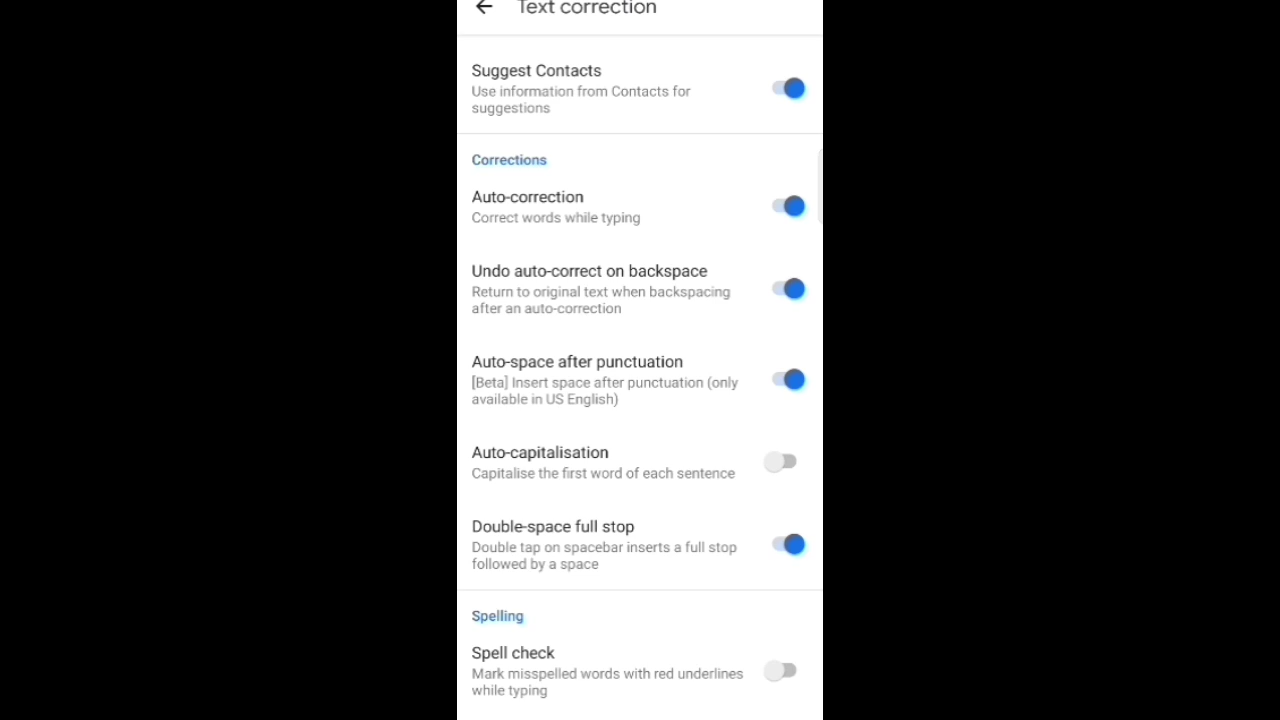 Text correction
Suggest Contacts
Use information from Contacts for
suggestions
Corrections
Auto-correction
Correct words while typing
Undo auto-correct on backspace
Return to original text when backspacing
after an auto-correction
Auto-space after punctuation
[Beta] Insert space after punctuation (only
available in US English)
Auto-capitalisation
Capitalise the first word of each sentence
Double-space full stop
Double tap on spacebar inserts a full stop
followed by a space
Spelling
Spell check
Mark misspelled words with red underlines
while typing